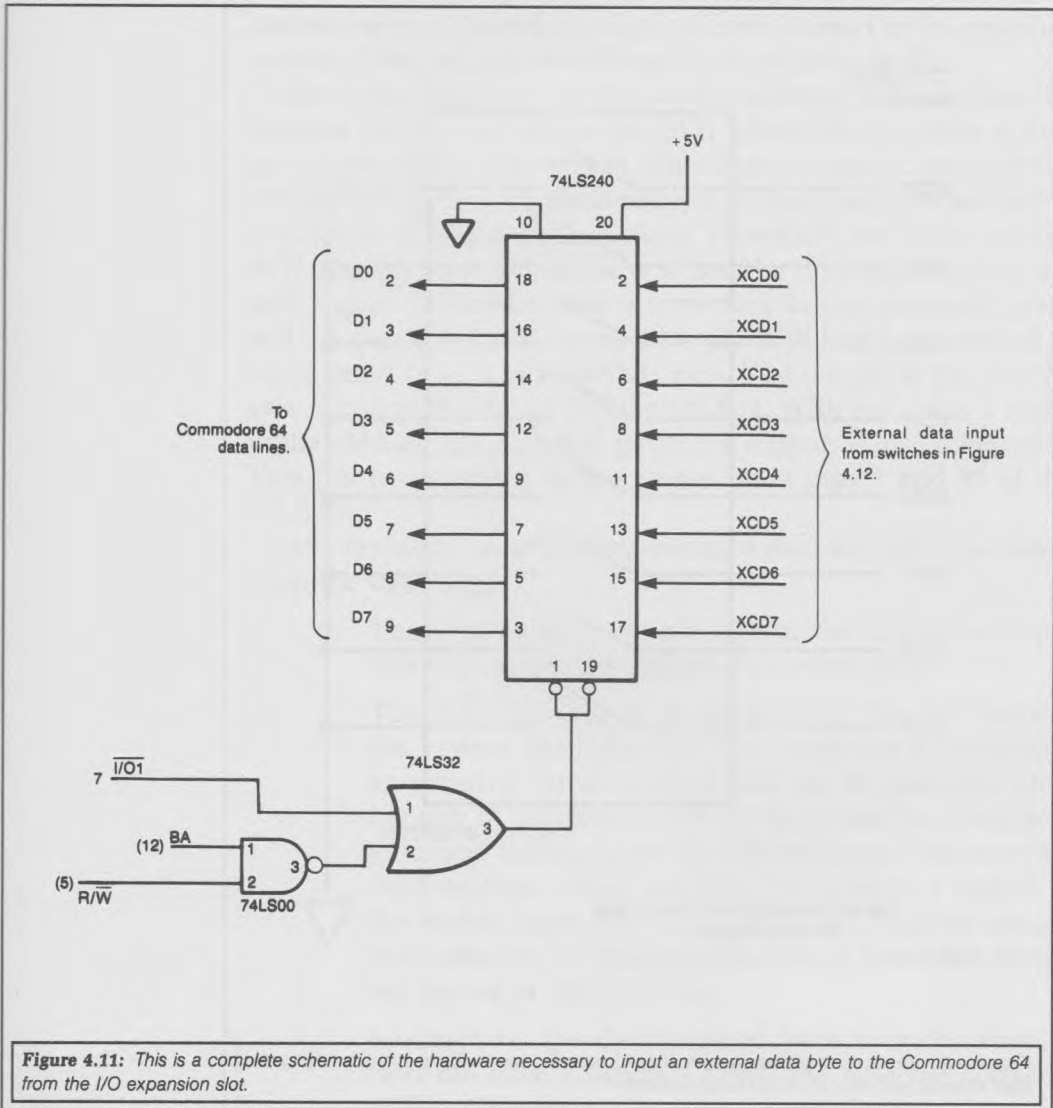 +5V
74LS240
10 20
D0 2 18 2 XCD0
D1 3 16 4 XCD1
D2 4 14 6 XCD2
D3 5 12 8 XCD3
D4 6 9 11 XCD4
D5 7 7 13 XCD5
D6 8 5 15 XCD6
D7 9 3 17 XCD7
To
Commodore 64
data lines.
External data input
from switches in Figure
4.12.
1 19
74LS32
7 I/O1
1
2
3
(12) BA
1
2
3
(5) R/W
74LS00
Figure 4.11: This is a complete schematic of the hardware necessary to input an external data byte to the Commodore 64
from the I/O expansion slot.